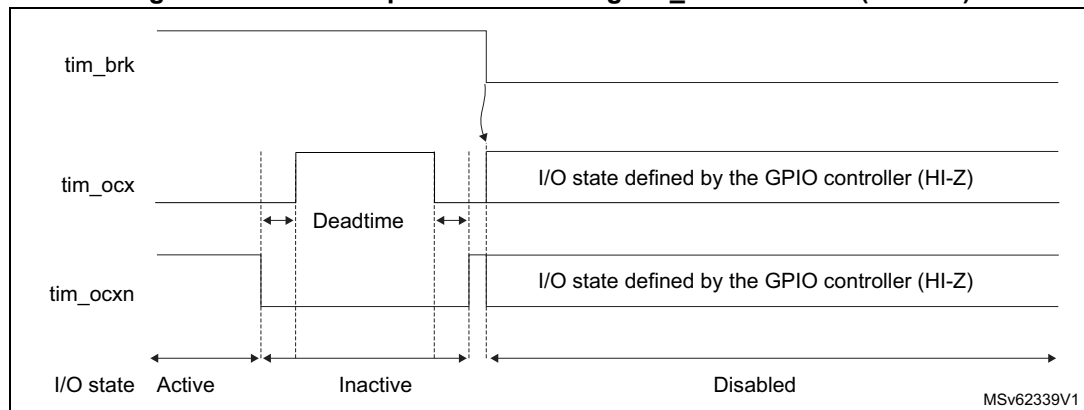 tim_brk
tim_ocx
I/O state defined by the GPIO controller (HI-Z)
Deadtime
tim_ocxn
I/O state defined by the GPIO controller (HI-Z)
I/O state Active Inactive Disabled
MSv62339V1